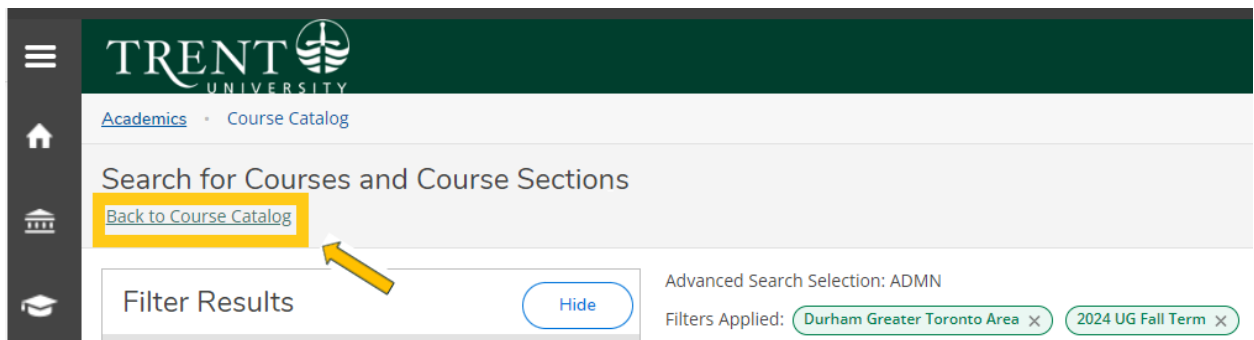 TRENT
UNIVERSITY
Academics • Course Catalog
Search for Courses and Course Sections
Back to Course Catalog
Filter Results
Hide
Advanced Search Selection: ADMN
Filters Applied: Durham Greater Toronto Area × 2024 UG Fall Term ×